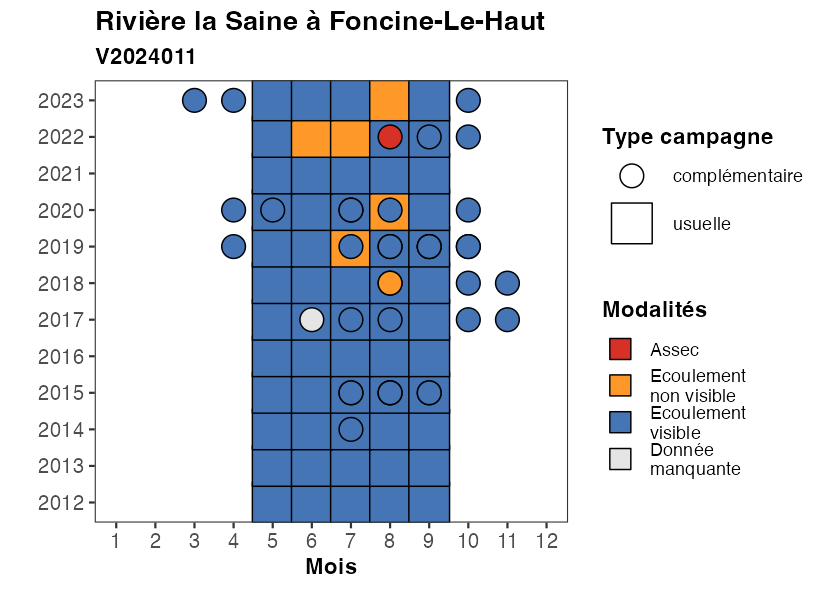 Rivière la Saine à Foncine-Le-Haut
V2024011
2023
2022
2021
2020
2019
2018
2017
2016
2015
2014
2013
2012
1 2 3 4 5 6 7 8 9 10 11 12
Mois
Type campagne
complémentaire
usuelle
Modalités
Assec
Ecoulement
non visible
Ecoulement
visible
Donnée
manquante